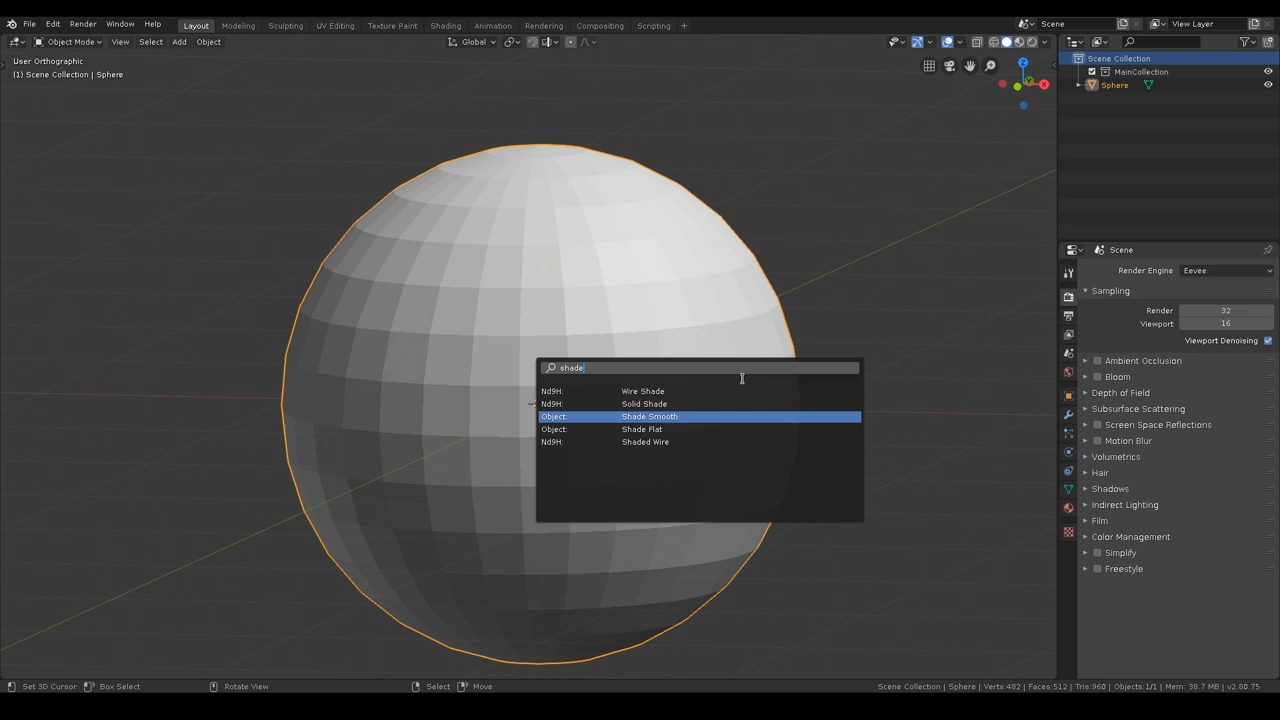 File Edit Render Window Help
Layout Modeling Sculpting UV Editing Texture Paint Shading Animation Rendering Compositing Scripting +
Scene
View Layer
Object Mode View Select Add Object
Global
User Orthographic
(1) Scene Collection | Sphere
Z
X
Scene Collection
MainCollection
Sphere
Scene
Render Engine Eevee
Sampling
Render 32
Viewport 16
Viewport Denoising
Ambient Occlusion
Bloom
Depth of Field
Subsurface Scattering
Screen Space Reflections
Motion Blur
Volumetrics
Hair
Shadows
Indirect Lighting
Film
Color Management
Simplify
Freestyle
shade
Nd9H: Wire Shade
Nd9H: Solid Shade
Object: Shade Smooth
Object: Shade Flat
Nd9H: Shaded Wire
Set 3D Cursor Box Select Rotate View Select Move
Scene Collection | Sphere | Verts:482 | Faces:512 | Tris:960 | Objects:1/1 | Mem: 38.7 MB | v2.80.75